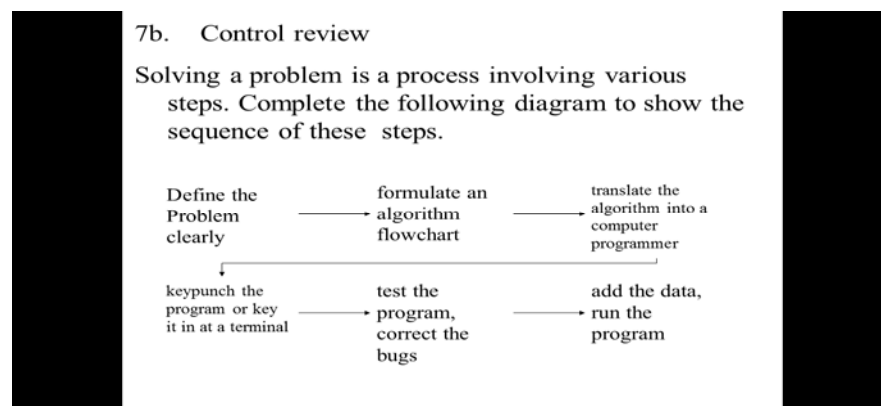 7b. Control review
Solving a problem is a process involving various
steps. Complete the following diagram to show the
sequence of these steps.
Define the
Problem
clearly
formulate an
algorithm
flowchart
translate the
algorithm into a
computer
programmer
keypunch the
program or key
it in at a terminal
test the
program,
correct the
bugs
add the data,
run the
program